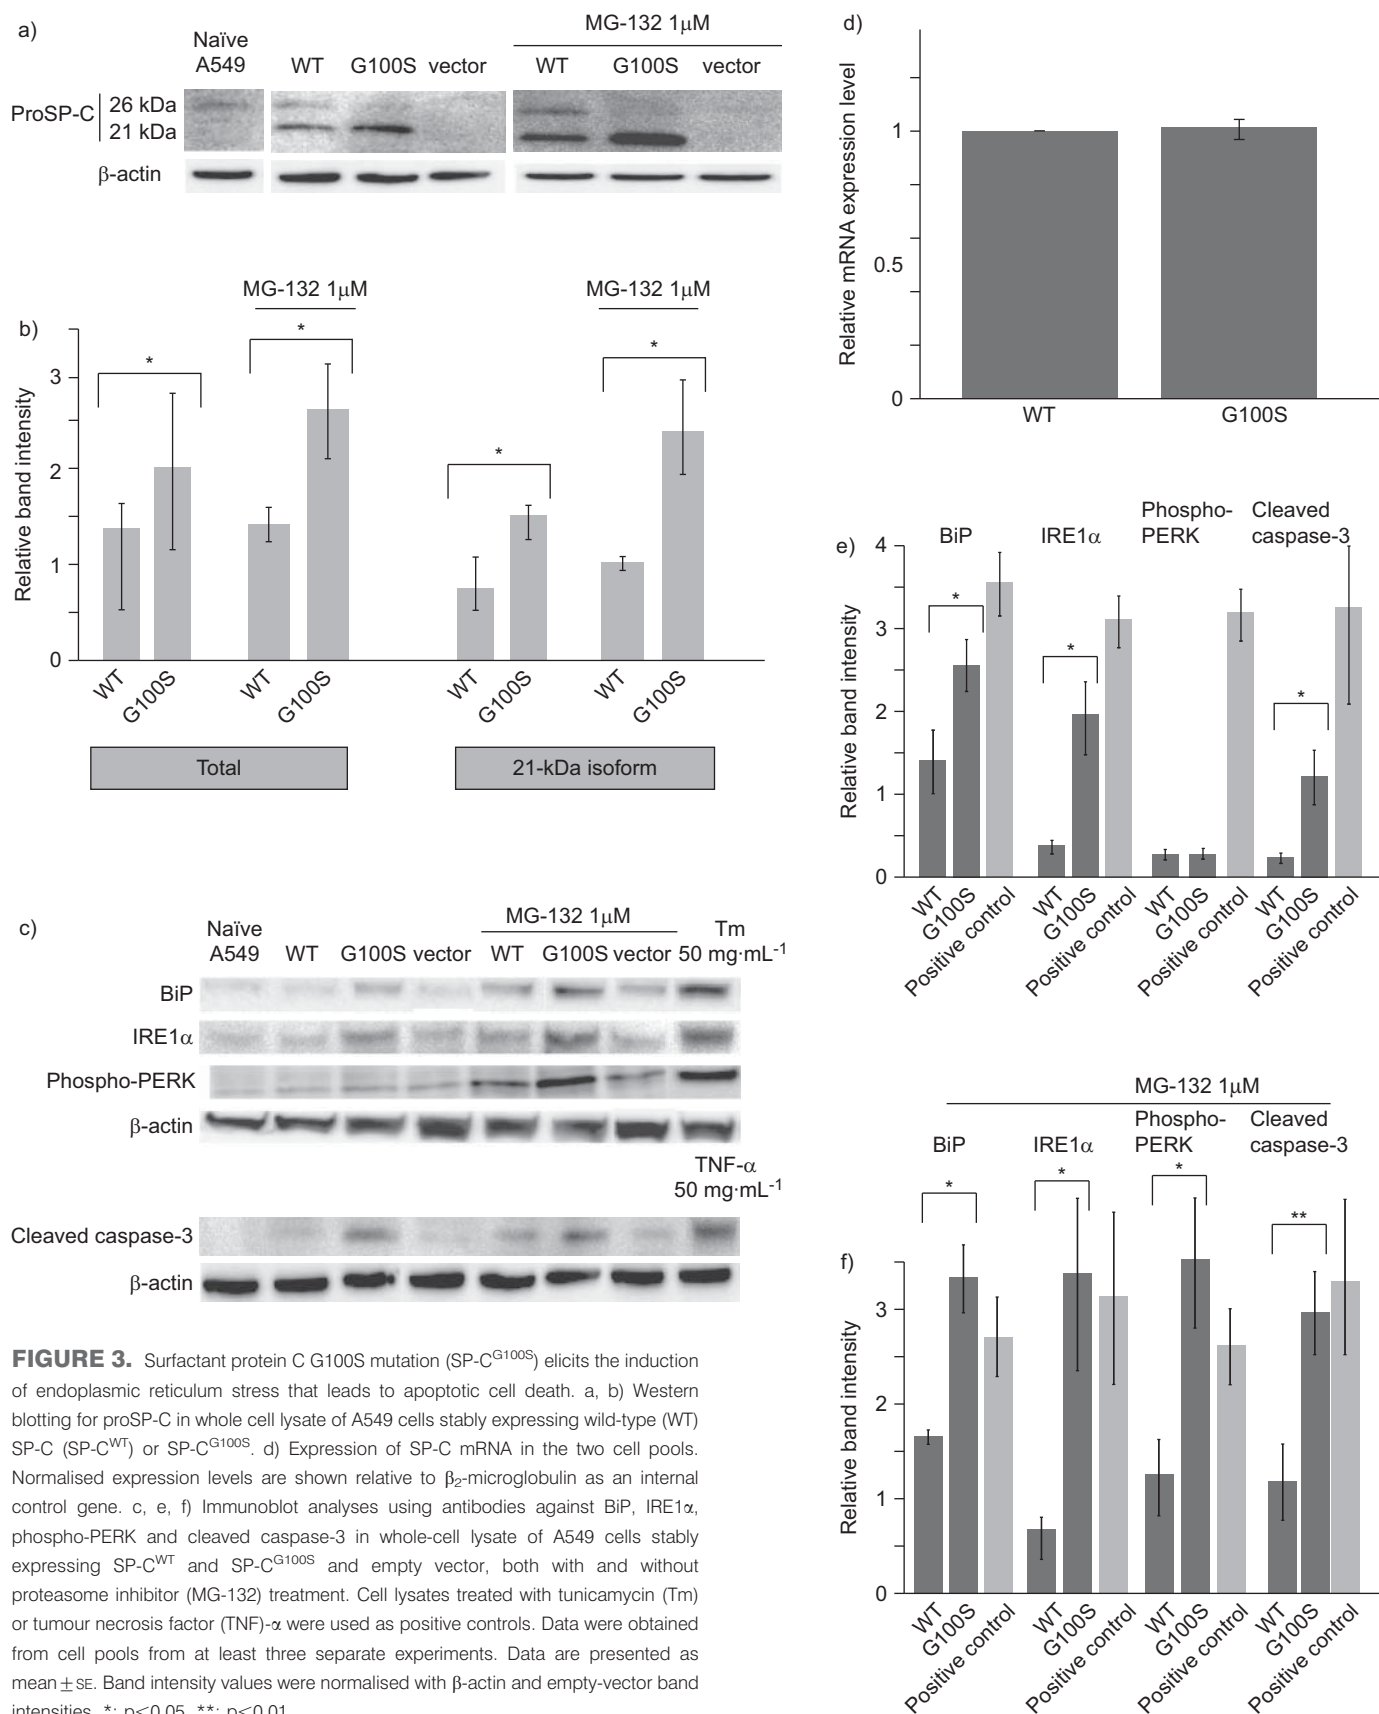 a)
Naïve
A549 WT G100S vector
MG-132 1µM
WT G100S vector
ProSP-C
26 kDa
21 kDa
β-actin
b)
Relative band intensity
3
2
1
0
*
MG-132 1µM
*
*
MG-132 1µM
*
WT
G100S
WT
G100S
WT
G100S
WT
G100S
Total
21-kDa isoform
c)
Naïve
A549 WT G100S vector
MG-132 1µM
WT G100S vector
Tm
50 mg·mL-1
BiP
IRE1α
Phospho-PERK
β-actin
TNF-α
50 mg·mL-1
Cleaved caspase-3
β-actin
d)
Relative mRNA expression level
1
0.5
0
WT
G100S
e)
Relative band intensity
4
3
2
1
0
BiP
IRE1α
Phospho-
PERK
Cleaved
caspase-3
*
*
*
WT
G100S
Positive control
WT
G100S
Positive control
WT
G100S
Positive control
WT
G100S
Positive control
f)
MG-132 1µM
BiP
IRE1α
Phospho-
PERK
Cleaved
caspase-3
*
*
*
**
Relative band intensity
3
2
1
0
WT
G100S
Positive control
WT
G100S
Positive control
WT
G100S
Positive control
WT
G100S
Positive control
FIGURE 3. Surfactant protein C G100S mutation (SP-CG100S) elicits the induction
of endoplasmic reticulum stress that leads to apoptotic cell death. a, b) Western
blotting for proSP-C in whole cell lysate of A549 cells stably expressing wild-type (WT)
SP-C (SP-CWT) or SP-CG100S. d) Expression of SP-C mRNA in the two cell pools.
Normalised expression levels are shown relative to β2-microglobulin as an internal
control gene. c, e, f) Immunoblot analyses using antibodies against BiP, IRE1α,
phospho-PERK and cleaved caspase-3 in whole-cell lysate of A549 cells stably
expressing SP-CWT and SP-CG100S and empty vector, both with and without
proteasome inhibitor (MG-132) treatment. Cell lysates treated with tunicamycin (Tm)
or tumour necrosis factor (TNF)-α were used as positive controls. Data were obtained
from cell pools from at least three separate experiments. Data are presented as
mean±SE. Band intensity values were normalised with β-actin and empty-vector band
intensities. *: p<0.05, **: p<0.01.